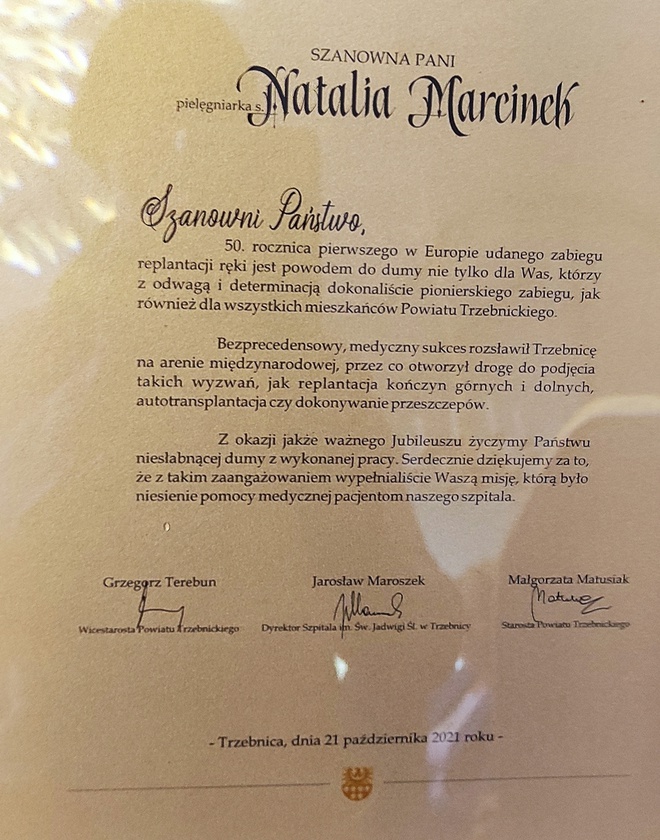 SZANOWNA PANI
pielęgniarka s. Natalia Marcinek
Szanowni Państwo,
50. rocznica pierwszego w Europie udanego zabiegu
replantacji ręki jest powodem do dumy nie tylko dla Was, którzy
z odwagą i determinacją dokonaliście pionierskiego zabiegu, jak
również dla wszystkich mieszkańców Powiatu Trzebnickiego.
Bezprecedensowy, medyczny sukces rozsławił Trzebnicę
na arenie międzynarodowej, przez co otworzył drogę do podjęcia
takich wyzwań, jak replantacja kończyn górnych i dolnych,
autotransplantacja czy dokonywanie przeszczepów.
Z okazji jakże ważnego Jubileuszu życzymy Państwu
niesłabnącej dumy z wykonanej pracy. Serdecznie dziękujemy za to,
że z takim zaangażowaniem wypełnialiście Waszą misję, którą było
niesienie pomocy medycznej pacjentom naszego szpitala.
Grzegorz Terebun Jarosław Maroszek Małgorzata Matusiak
Wicestarosta Powiatu Trzebnickiego Dyrektor Szpitala im. Św. Jadwigi Śl. w Trzebnicy Starosta Powiatu Trzebnickiego
- Trzebnica, dnia 21 października 2021 roku -